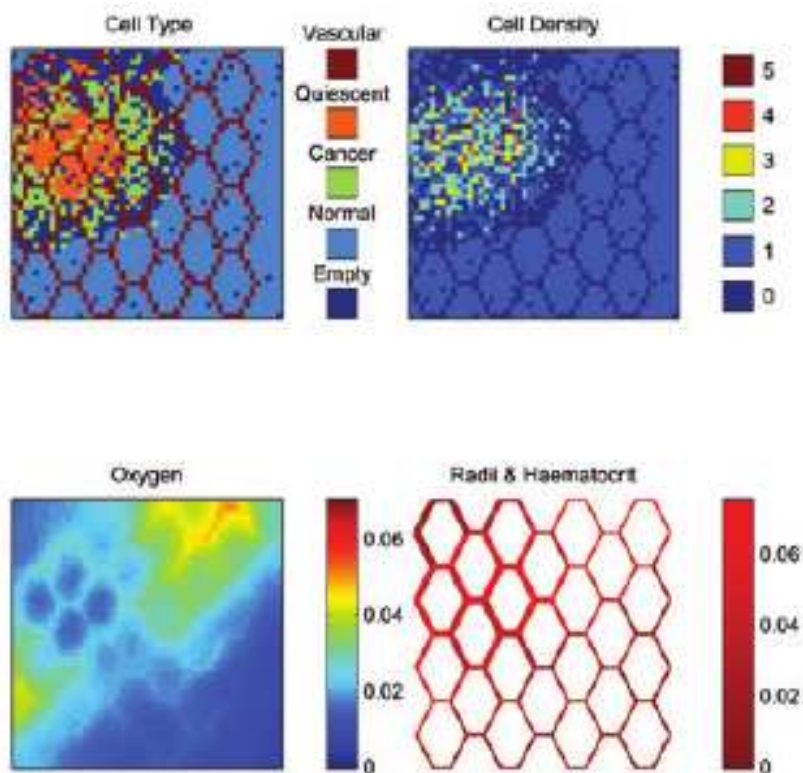 Cell Type
Vascular
Quiescent
Cancer
Normal
Empty
Cell Density
5
4
3
2
1
0
Oxygen
0.06
0.04
0.02
0
Radii & Haematocrit
0.06
0.04
0.02
0